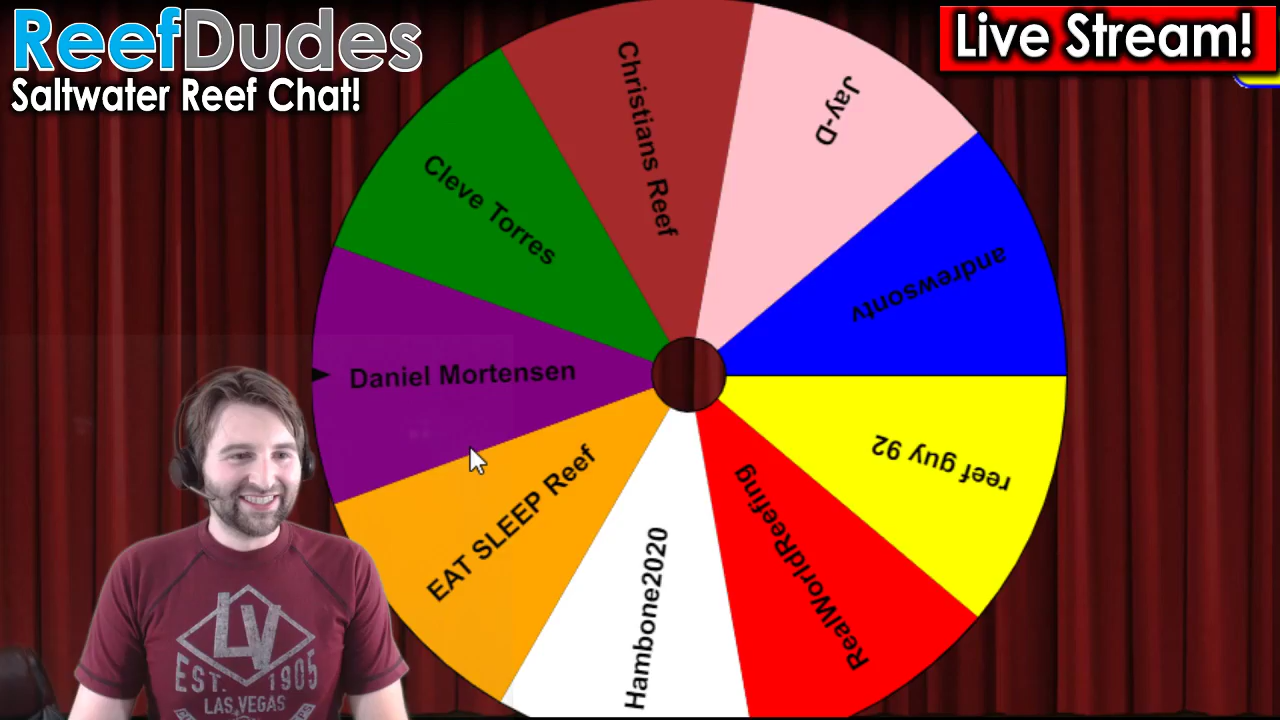 ReefDudes
Saltwater Reef Chat!
Live Stream!
Christians Reef
Jay-D
Cleve Torres
andrewsontv
Daniel Mortensen
reef guy 92
EAT SLEEP Reef
RealWorldReefing
Hambone2020
LV
EST. 1905
LAS VEGAS